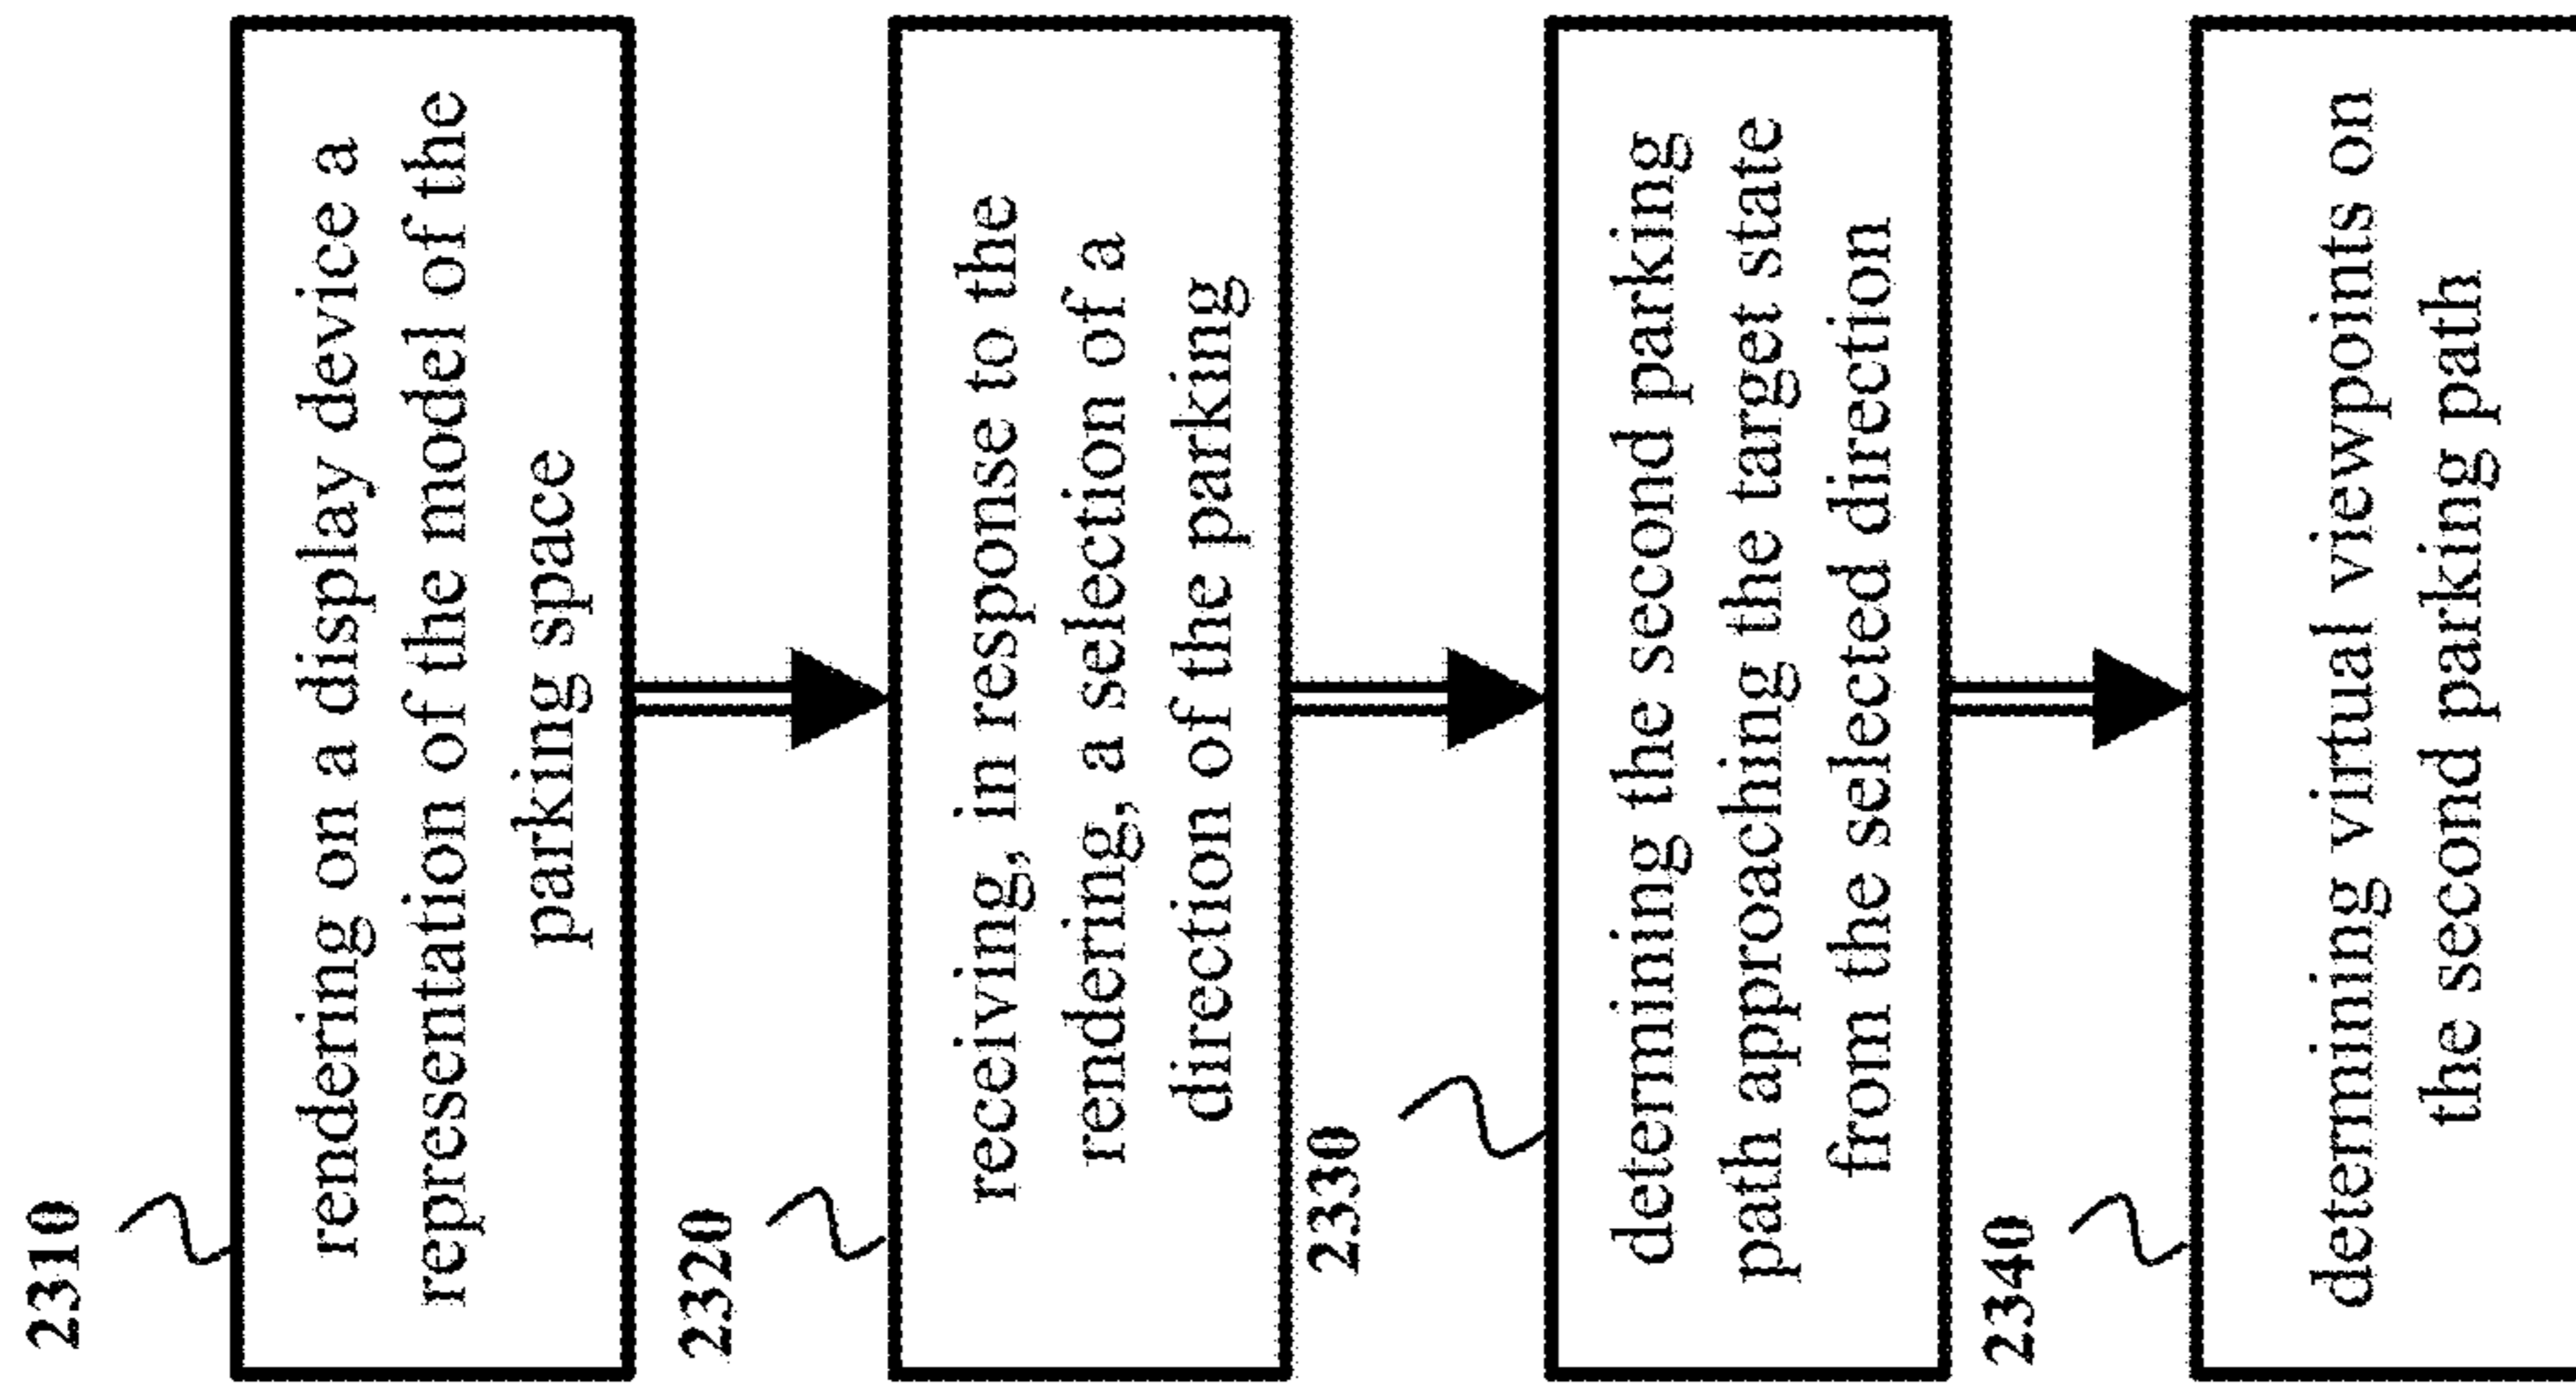 2310
rendering on a display device a
representation of the model of the
parking space
2320
receiving, in response to the
rendering, a selection of a
direction of the parking
2330
determining the second parking
path approaching the target state
from the selected direction
2340
determining virtual viewpoints on
the second parking path